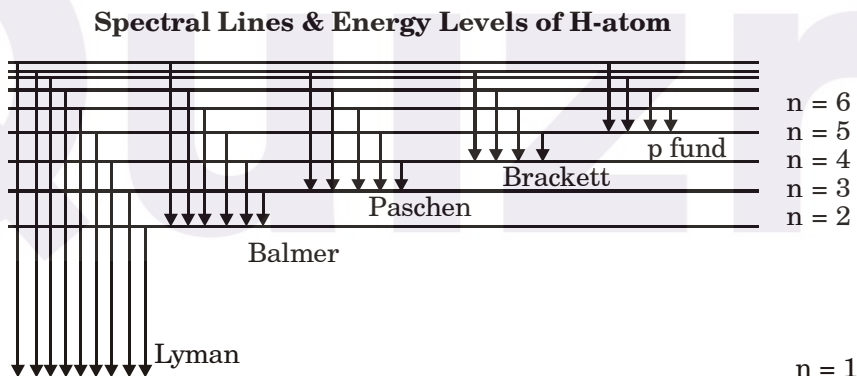 Spectral Lines & Energy Levels of H-atom
n = 6
n = 5
p fund
n = 4
Brackett
n = 3
Paschen
n = 2
Balmer
Lyman
n = 1